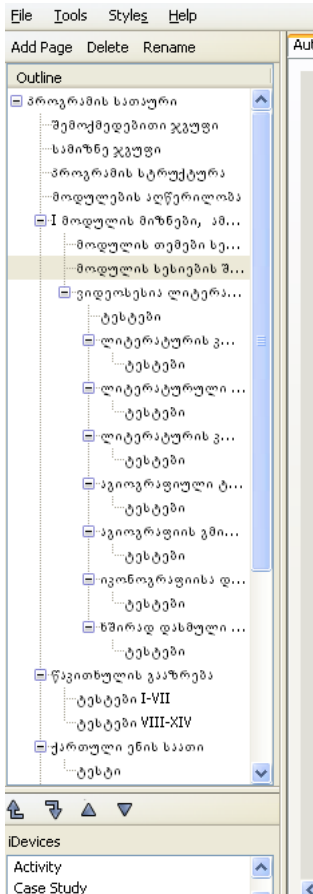 File Tools Styles Help
Add Page Delete Rename
Aut
Outline
პროგრამის სათაური
შემოქმედებითი ჯგუფი
სამიზნე ჯგუფი
პროგრამის სტრუქტურა
მოდულების აღწერილობა
I მოდულის მიზნები, ამ...
მოდულის თემები სე...
მოდულის სესიების შ...
ვიდეოსესია ლიტერა...
ტესტები
ლიტერატურის კ...
ტესტები
ლიტერატურული ...
ტესტები
ლიტერატურის კ...
ტესტები
აგიოგრაფიული ტ...
ტესტები
აგიოგრაფიის გმი...
ტესტები
იკონოგრაფიისა დ...
ტესტები
ხშირად დასმული ...
ტესტები
წაკითხულის გააზრება
ტესტები I-VII
ტესტები VIII-XIV
ქართული ენის საათი
ტესტი
iDevices
Activity
Case Study